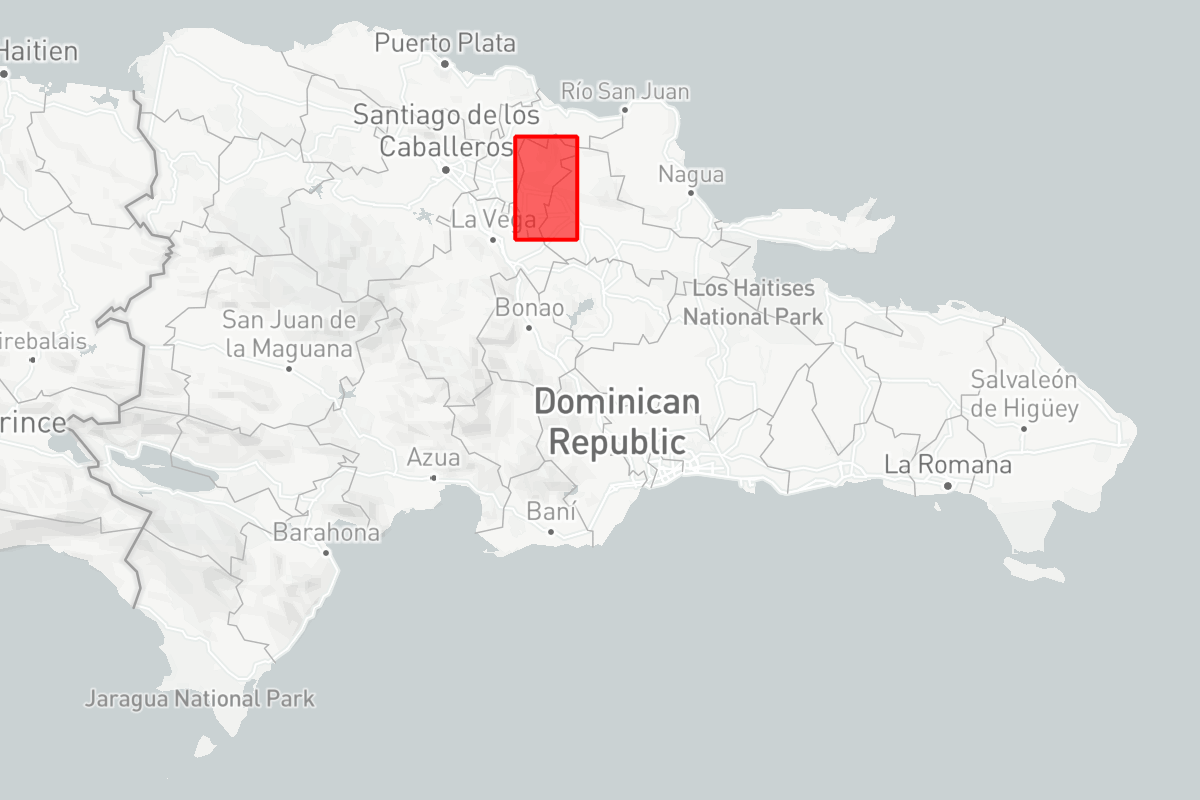 Haitien
Puerto Plata
Río San Juan
Santiago de los
Caballeros
Nagua
La Vega
Los Haitises
National Park
Bonao
San Juan de
la Maguana
irebalais
Salvaleón
de Higüey
Dominican
Republic
rince
Azua
La Romana
Baní
Barahona
Jaragua National Park